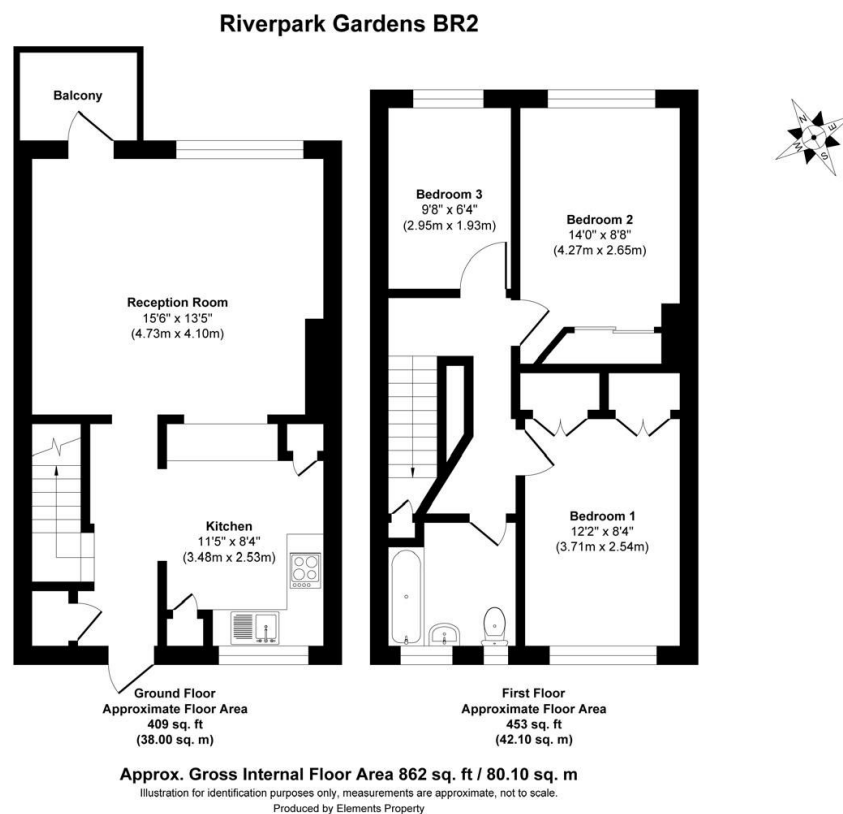 Riverpark Gardens BR2
Balcony
Reception Room
15'6" x 13'5"
(4.73m x 4.10m)
Kitchen
11'5" x 8'4"
(3.48m x 2.53m)
Ground Floor
Approximate Floor Area
409 sq. ft
(38.00 sq. m)
Bedroom 3
9'8" x 6'4"
(2.95m x 1.93m)
Bedroom 2
14'0" x 8'8"
(4.27m x 2.65m)
Bedroom 1
12'2" x 8'4"
(3.71m x 2.54m)
First Floor
Approximate Floor Area
453 sq. ft
(42.10 sq. m)
N
E
S
W
Approx. Gross Internal Floor Area 862 sq. ft / 80.10 sq. m
Illustration for identification purposes only, measurements are approximate, not to scale.
Produced by Elements Property